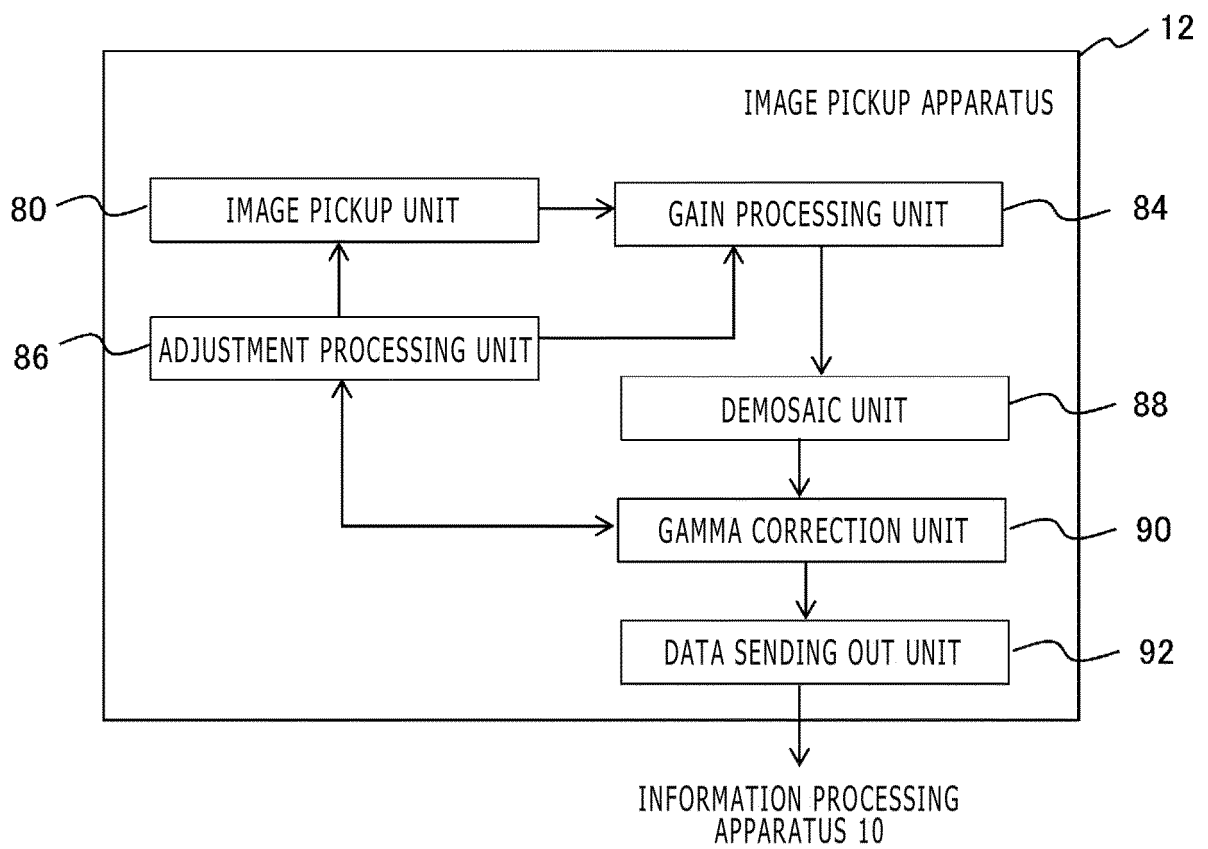 12
IMAGE PICKUP APPARATUS
80
IMAGE PICKUP UNIT
GAIN PROCESSING UNIT
84
86
ADJUSTMENT PROCESSING UNIT
DEMOSAIC UNIT
88
GAMMA CORRECTION UNIT
90
DATA SENDING OUT UNIT
92
INFORMATION PROCESSING
APPARATUS 10